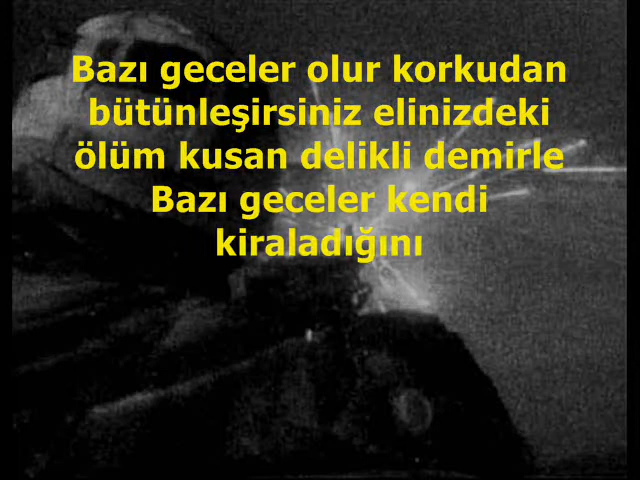 Bazı geceler olur korkudan
bütünleşirsiniz elinizdeki
ölüm kusan delikli demirle
Bazı geceler kendi
kiraladığını